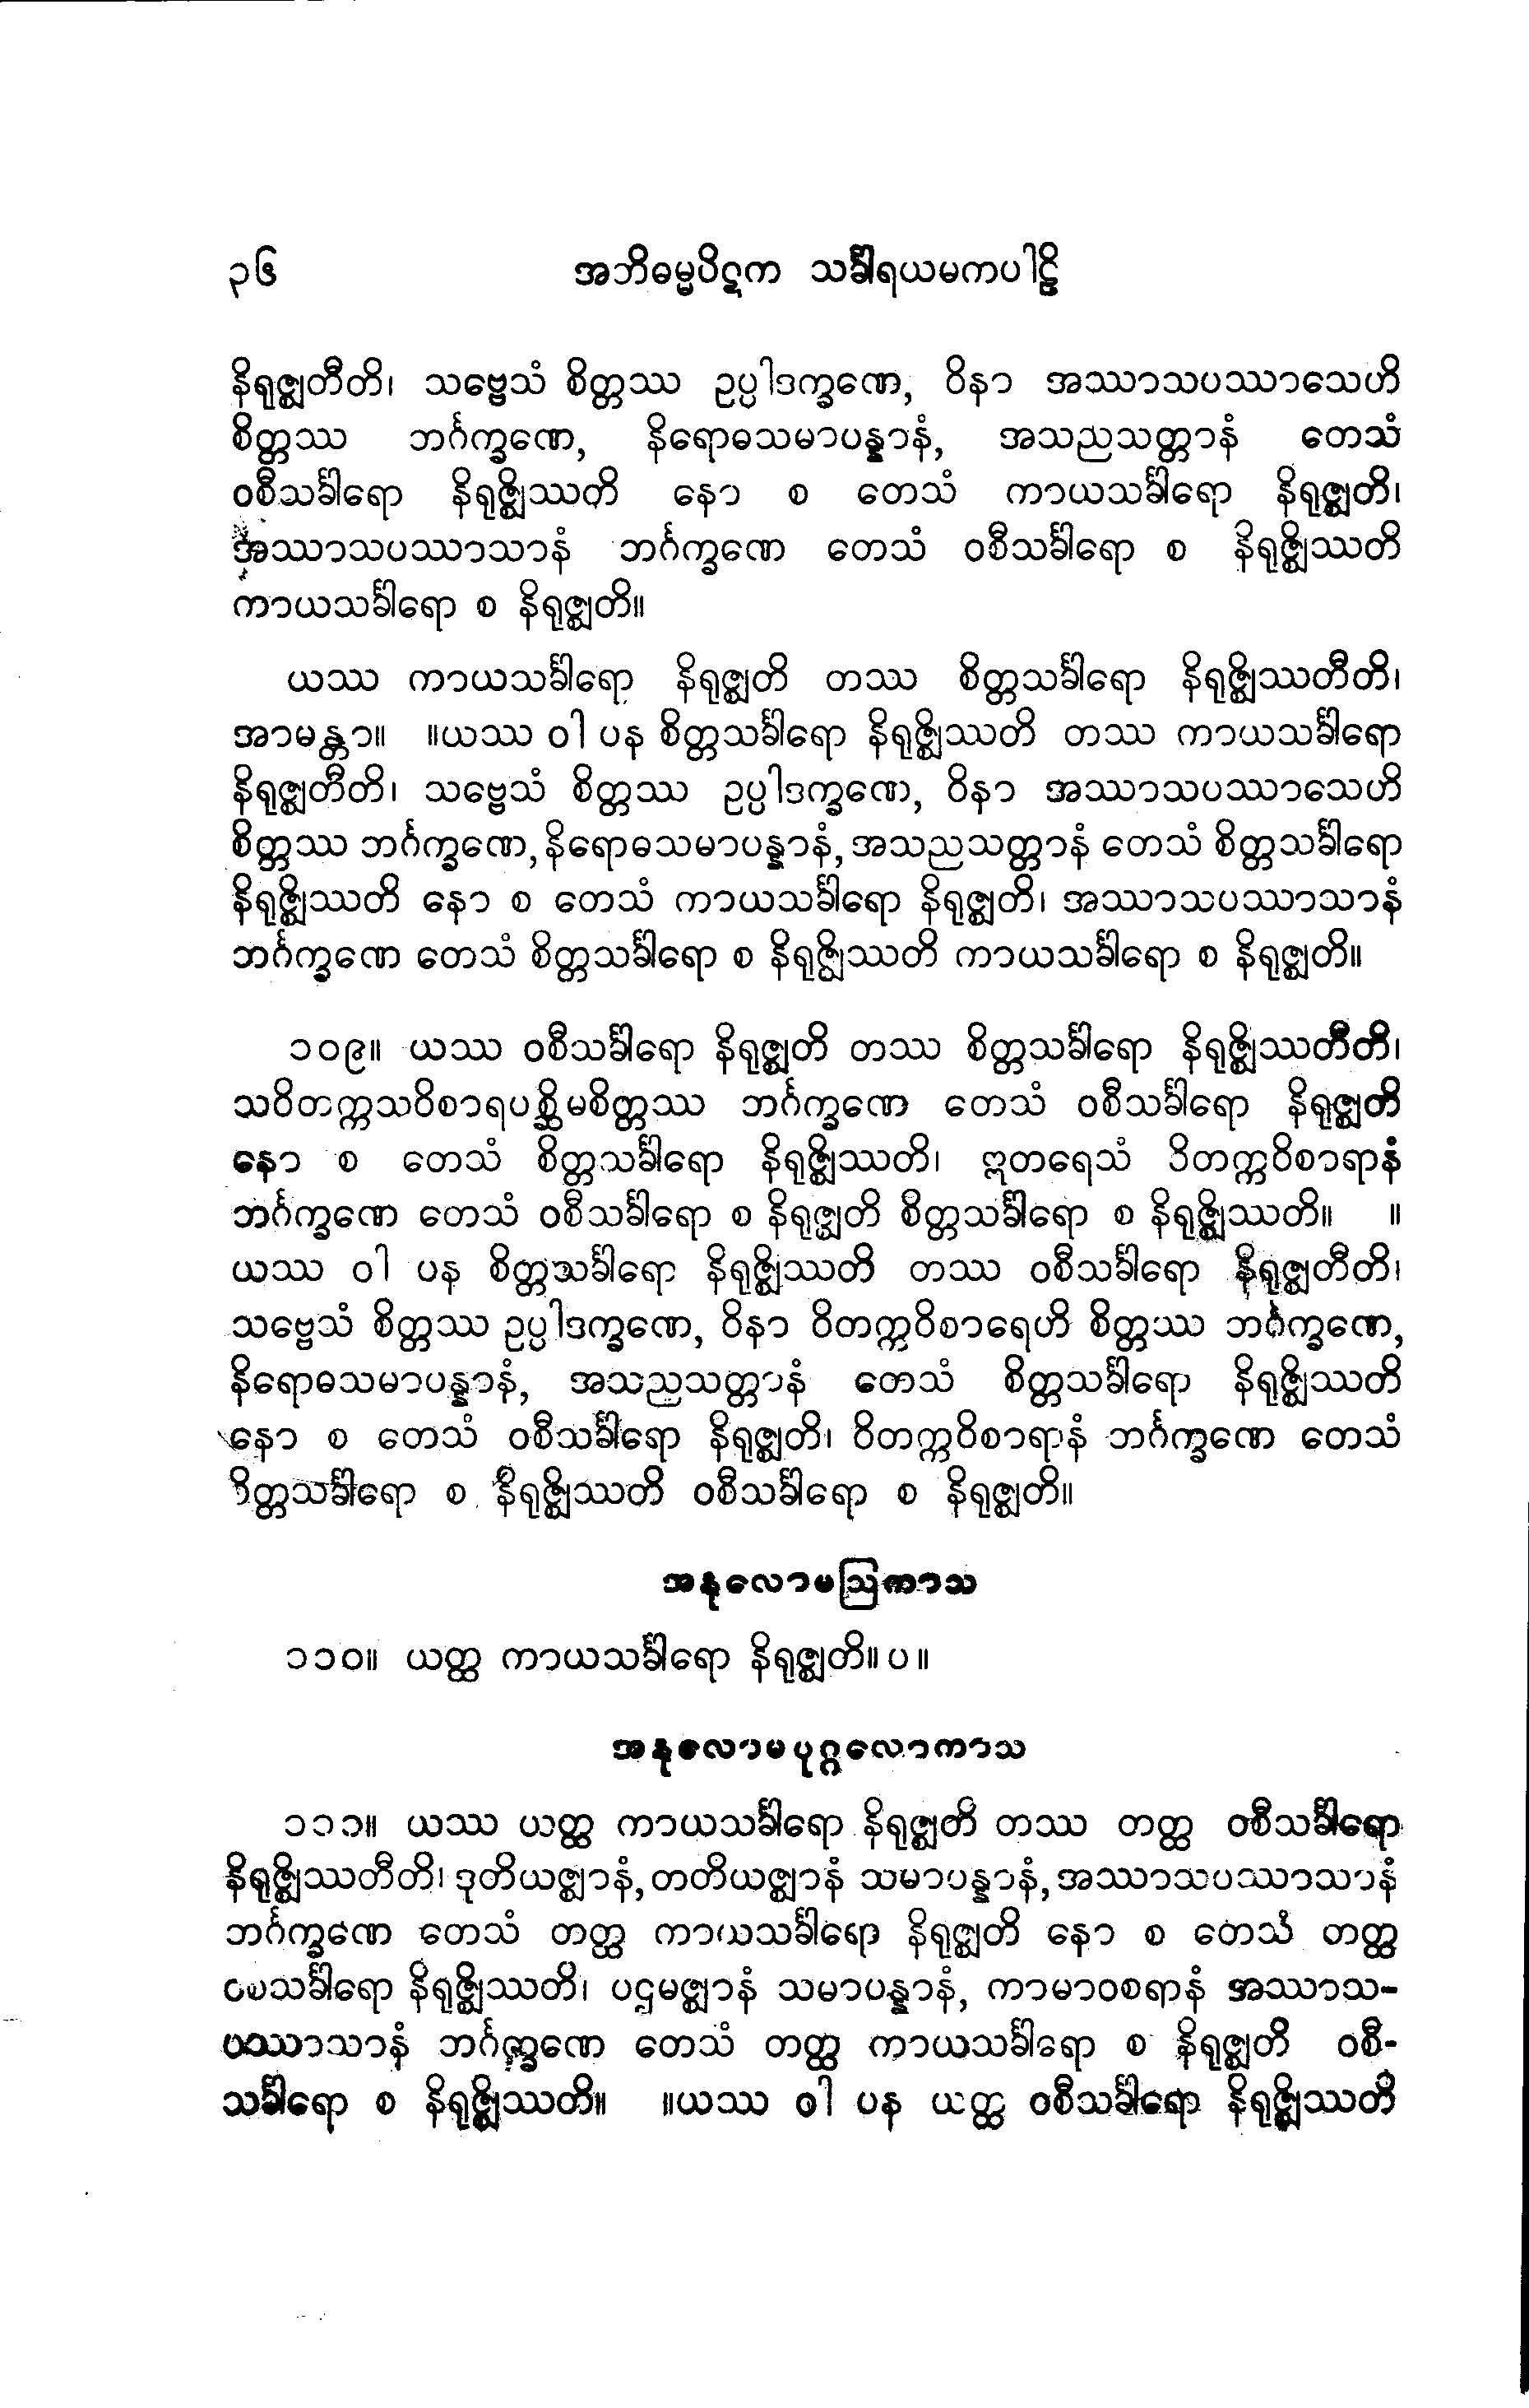 ၃၆ အဘိဓမ္မပိဋက သင်္ခါရယမကပါဠိ
နိရုဇ္ဈတီတိ၊ သဗ္ဗေသံ စိတ္တဿ ဥပ္ပါဒက္ခဏေ, ဝိနာ အဿာသပဿာသေဟိ
စိတ္တဿ ဘင်္ဂက္ခဏေ, နိရောဓသမာပန္နာနံ, အသညသတ္တာနံ တေသံ
ဝစီသင်္ခါရော နိရုဇ္ဈိဿတိ နော စ တေသံ ကာယသင်္ခါရော နိရုဇ္ဈတိ၊
အဿာသပဿာသာနံ ဘင်္ဂက္ခဏေ တေသံ ဝစီသင်္ခါရော စ နိရုဇ္ဈိဿတိ
ကာယသင်္ခါရော စ နိရုဇ္ဈတိ။
ယဿ ကာယသင်္ခါရော နိရုဇ္ဈတိ တဿ စိတ္တသင်္ခါရော နိရုဇ္ဈိဿတီတိ၊
အာမန္တာ။ ။ယဿ ဝါ ပန စိတ္တသင်္ခါရော နိရုဇ္ဈိဿတိ တဿ ကာယသင်္ခါရော
နိရုဇ္ဈတီတိ၊ သဗ္ဗေသံ စိတ္တဿ ဥပ္ပါဒက္ခဏေ, ဝိနာ အဿာသပဿာသေဟိ
စိတ္တဿ ဘင်္ဂက္ခဏေ, နိရောဓသမာပန္နာနံ, အသညသတ္တာနံ တေသံ စိတ္တသင်္ခါရော
နိရုဇ္ဈိဿတိ နော စ တေသံ ကာယသင်္ခါရော နိရုဇ္ဈတိ၊ အဿာသပဿာသာနံ
ဘင်္ဂက္ခဏေ တေသံ စိတ္တသင်္ခါရော စ နိရုဇ္ဈိဿတိ ကာယသင်္ခါရော စ နိရုဇ္ဈတိ။
၁၀၉။ ယဿ ဝစီသင်္ခါရော နိရုဇ္ဈတိ တဿ စိတ္တသင်္ခါရော နိရုဇ္ဈိဿတီတိ၊
သဝိတက္ကသဝိစာရပစ္ဆိမစိတ္တဿ ဘင်္ဂက္ခဏေ တေသံ ဝစီသင်္ခါရော နိရုဇ္ဈတိ
နော စ တေသံ စိတ္တသင်္ခါရော နိရုဇ္ဈိဿတိ၊ ဣတရေသံ ဝိတက္ကဝိစာရာနံ
ဘင်္ဂက္ခဏေ တေသံ ဝစီသင်္ခါရော စ နိရုဇ္ဈတိ စိတ္တသင်္ခါရော စ နိရုဇ္ဈိဿတိ။ ။
ယဿ ဝါ ပန စိတ္တသင်္ခါရော နိရုဇ္ဈိဿတိ တဿ ဝစီသင်္ခါရော နိရုဇ္ဈတီတိ၊
သဗ္ဗေသံ စိတ္တဿ ဥပ္ပါဒက္ခဏေ, ဝိနာ ဝိတက္ကဝိစာရေဟိ စိတ္တဿ ဘင်္ဂက္ခဏေ,
နိရောဓသမာပန္နာနံ, အသညသတ္တာနံ တေသံ စိတ္တသင်္ခါရော နိရုဇ္ဈိဿတိ
နော စ တေသံ ဝစီသင်္ခါရော နိရုဇ္ဈတိ၊ ဝိတက္ကဝိစာရာနံ ဘင်္ဂက္ခဏေ တေသံ
စိတ္တသင်္ခါရော စ နိရုဇ္ဈိဿတိ ဝစီသင်္ခါရော စ နိရုဇ္ဈတိ။
အနုလောမဩကာသ
၁၁၀။ ယတ္ထ ကာယသင်္ခါရော နိရုဇ္ဈတိ။ ပ ။
အနုလောမပုဂ္ဂလောကာသ
၁၁၁။ ယဿ ယတ္ထ ကာယသင်္ခါရော နိရုဇ္ဈတိ တဿ တတ္ထ ဝစီသင်္ခါရော
နိရုဇ္ဈိဿတီတိ၊ ဒုတိယဇ္ဈာနံ, တတိယဇ္ဈာနံ သမာပန္နာနံ, အဿာသပဿာသာနံ
ဘင်္ဂက္ခဏေ တေသံ တတ္ထ ကာယသင်္ခါရော နိရုဇ္ဈတိ နော စ တေသံ တတ္ထ
ဝစီသင်္ခါရော နိရုဇ္ဈိဿတိ၊ ပဌမဇ္ဈာနံ သမာပန္နာနံ, ကာမာဝစရာနံ အဿာသ-
ပဿာသာနံ ဘင်္ဂက္ခဏေ တေသံ တတ္ထ ကာယသင်္ခါရော စ နိရုဇ္ဈတိ ဝစီ-
သင်္ခါရော စ နိရုဇ္ဈိဿတိ။ ။ယဿ ဝါ ပန ယတ္ထ ဝစီသင်္ခါရော နိရုဇ္ဈိဿတိ